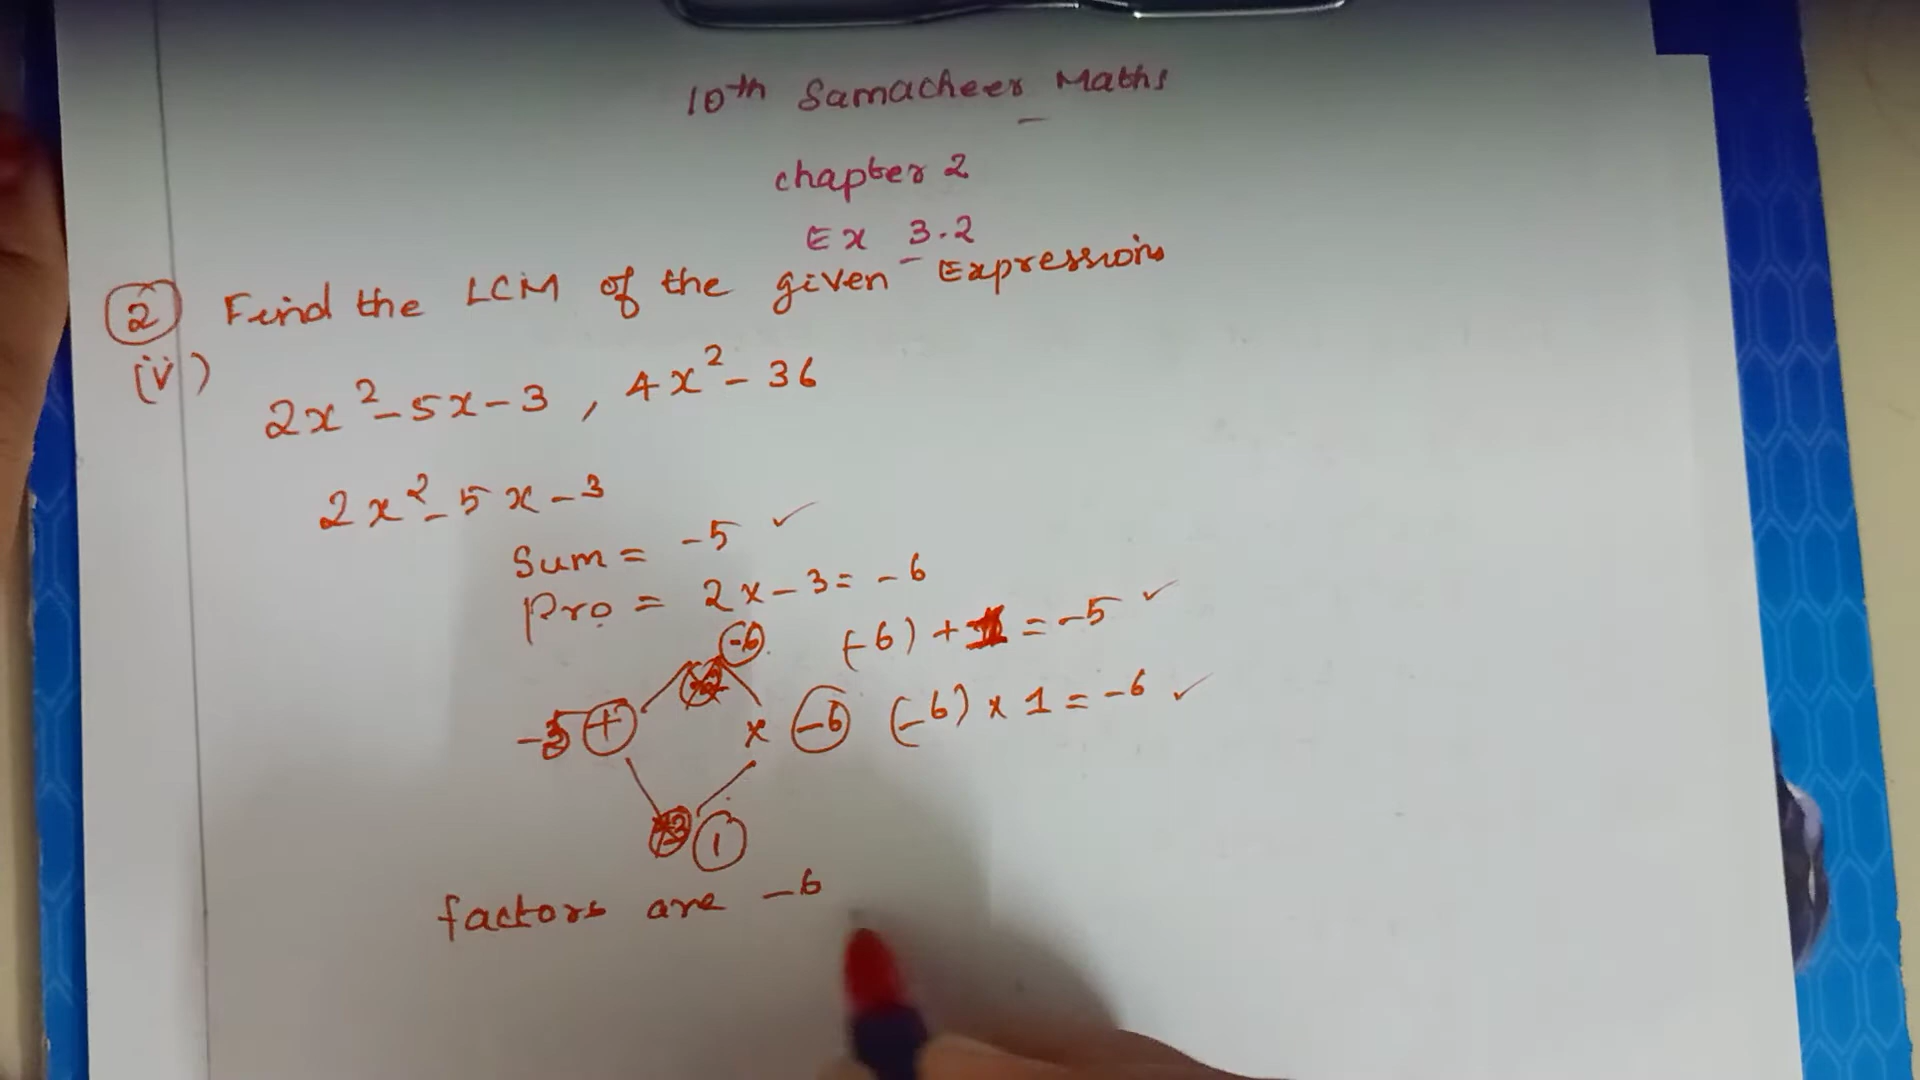 10th Samacheer Maths
chapter 2
Ex 3.2
2 Find the LCM of the given Expressions
(v)
2x² - 5x - 3 , 4x² - 36
2x² - 5x - 3
Sum = -5 ✓
Pro = 2x - 3 = - 6
-6 (-6) + 1 = -5 ✓
+ x -6 (-6) x 1 = -6 ✓
1
factors are -6